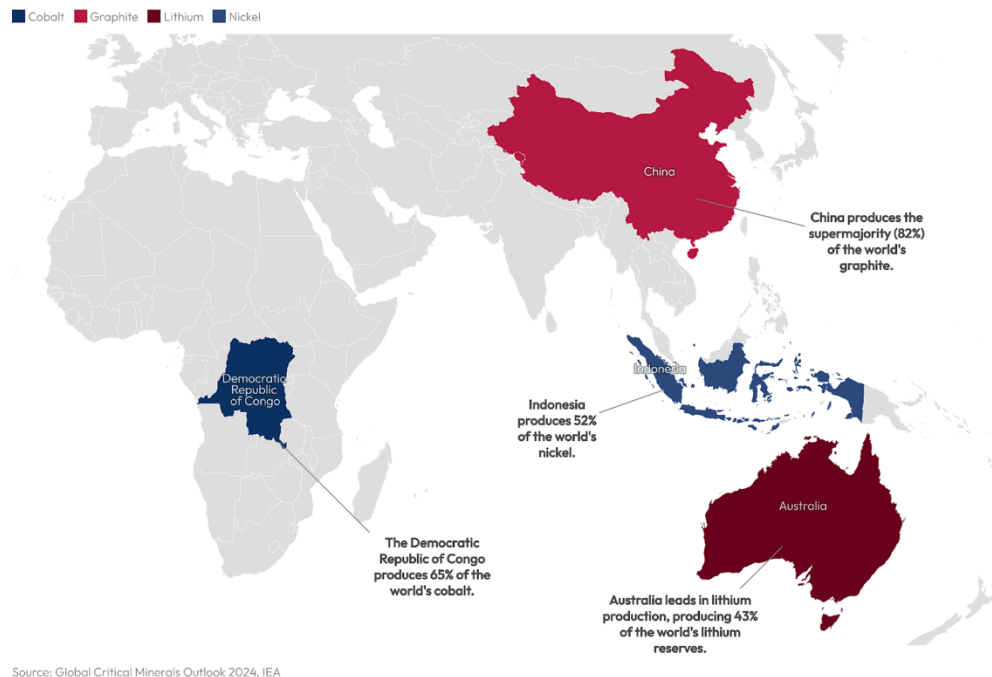 Cobalt Graphite Lithium Nickel
China
China produces the
supermajority (82%)
of the world's
graphite.
Democratic
Republic
of Congo
Indonesia
Indonesia
produces 52%
of the world's
nickel.
Australia
The Democratic
Republic of Congo
produces 65% of the
world's cobalt.
Australia leads in lithium
production, producing 43%
of the world's lithium
reserves.
Source: Global Critical Minerals Outlook 2024, IEA